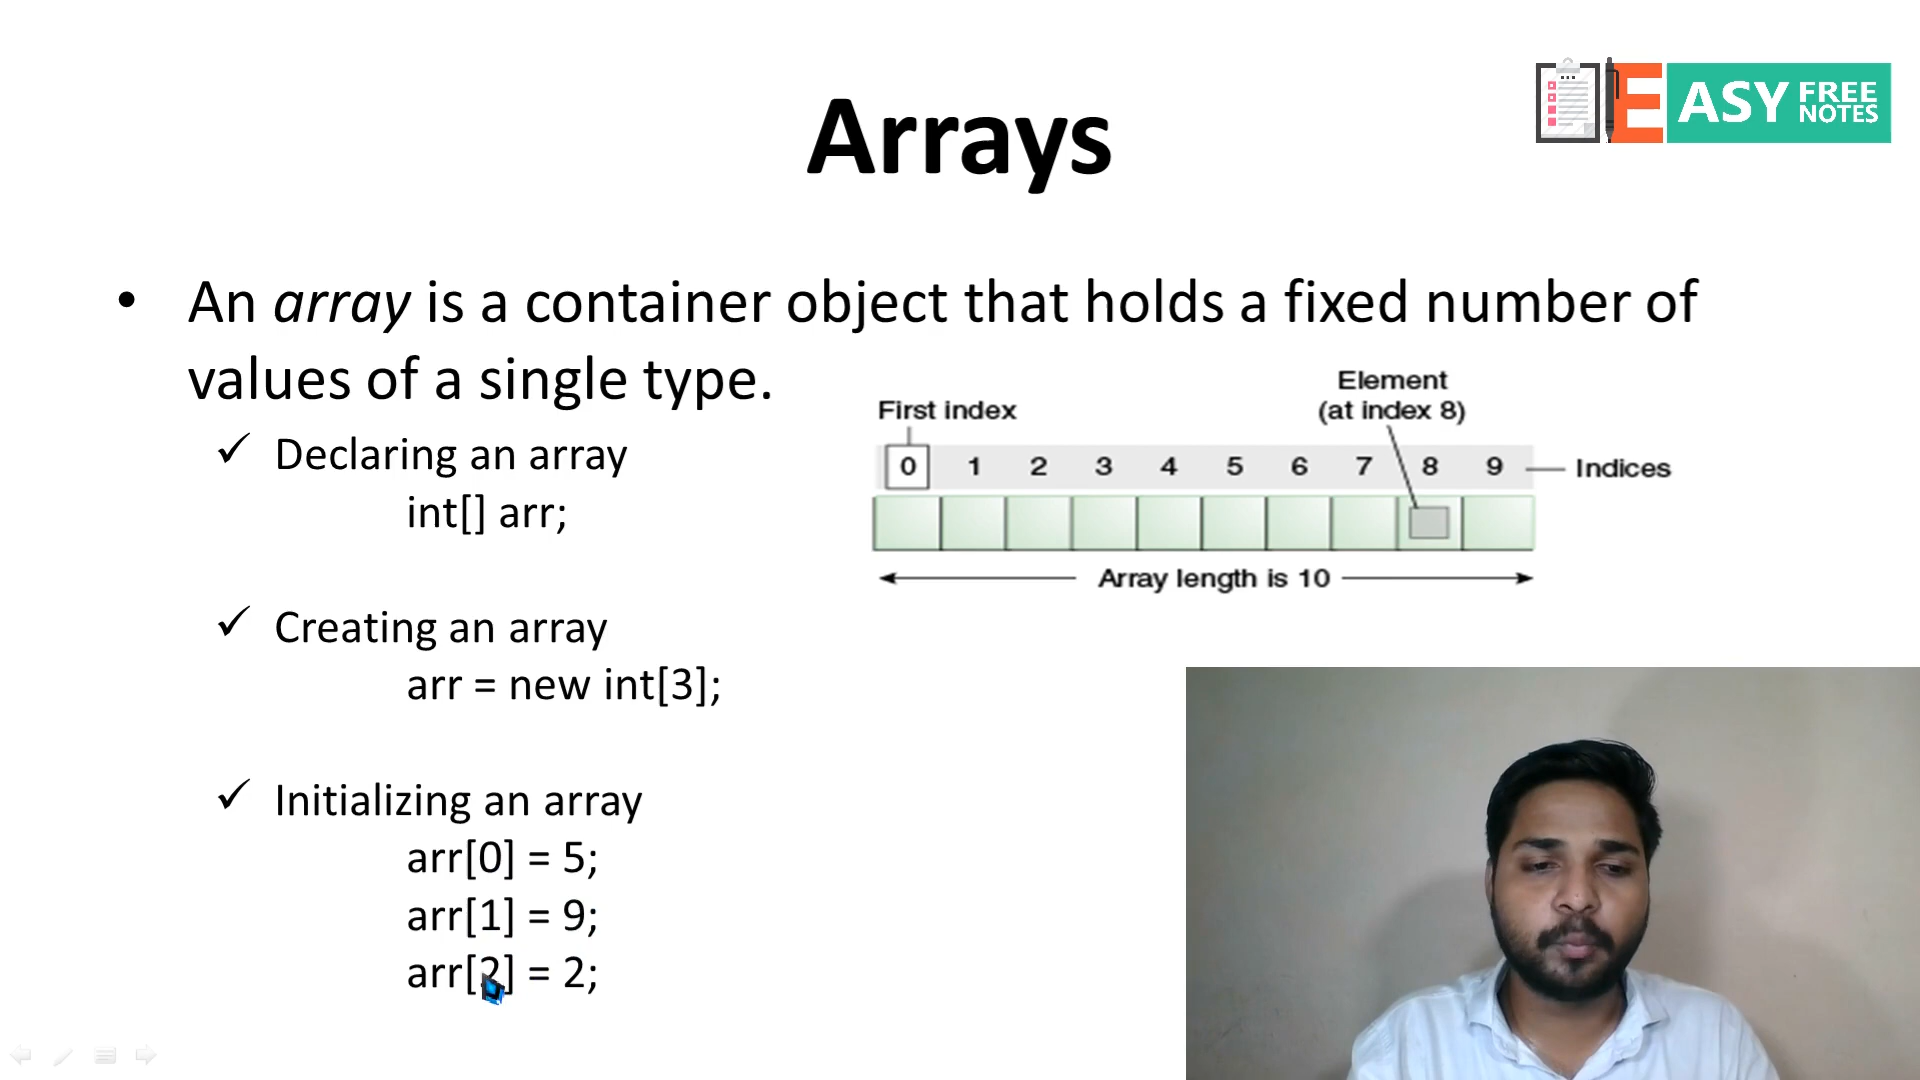 EASY FREE NOTES
Arrays
• An array is a container object that holds a fixed number of
values of a single type.
✓ Declaring an array
int[] arr;
✓ Creating an array
arr = new int[3];
✓ Initializing an array
arr[0] = 5;
arr[1] = 9;
arr[2] = 2;
First index
Element
(at index 8)
0 1 2 3 4 5 6 7 8 9 Indices
Array length is 10